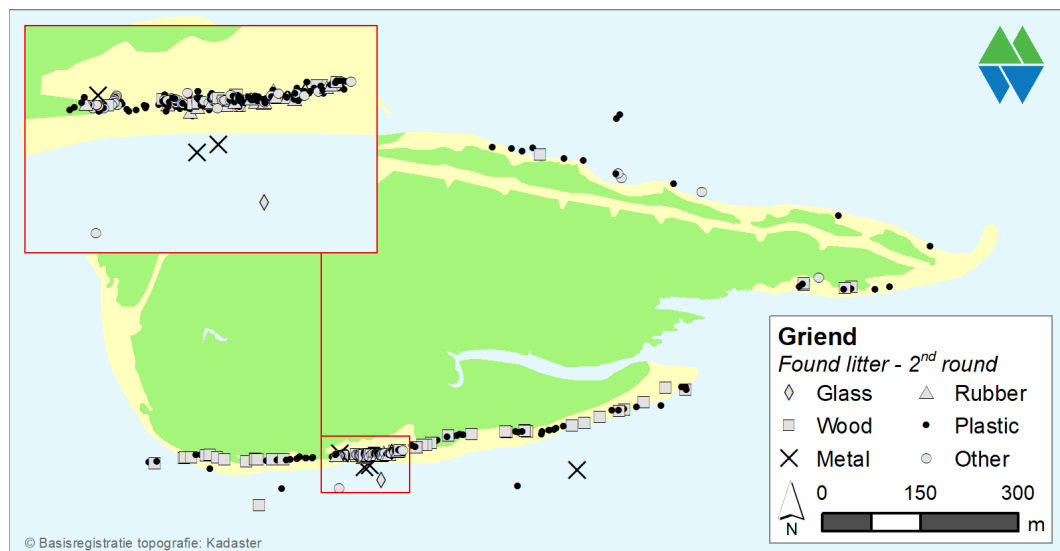 Griend
Found litter - 2nd round
Glass Rubber
Wood Plastic
Metal Other
0 150 300
N m
© Basisregistratie topografie: Kadaster